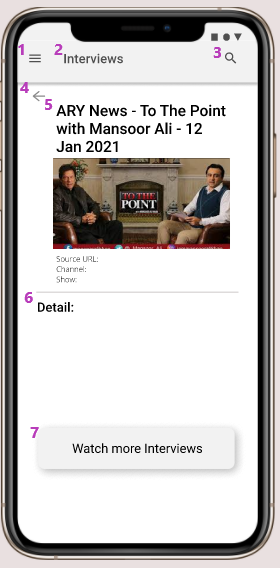 1
2 Interviews
3
4
5 ARY News - To The Point
with Mansoor Ali - 12
Jan 2021
TO THE
POINT
Source URL:
Channel:
Show:
6
Detail:
7
Watch more Interviews